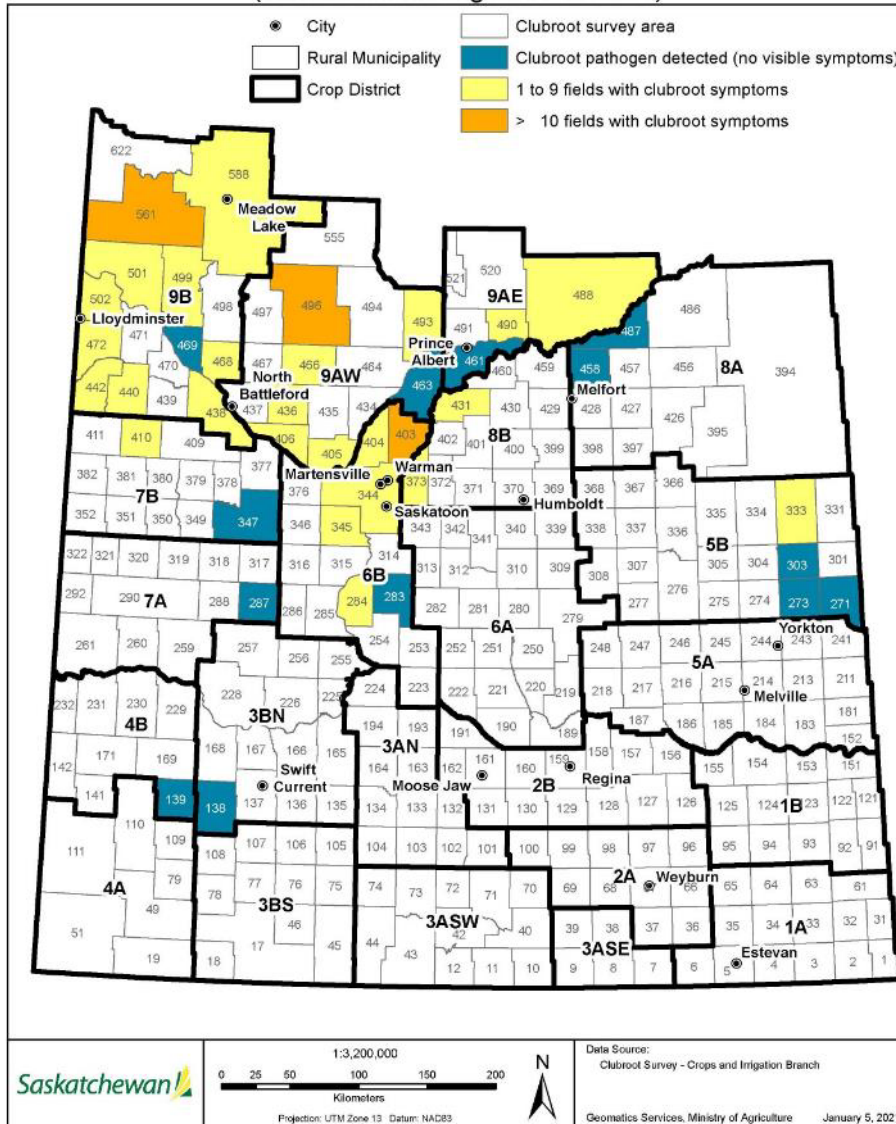 City
Rural Municipality
Crop District
Clubroot survey area
Clubroot pathogen detected (no visible symptoms)
1 to 9 fields with clubroot symptoms
> 10 fields with clubroot symptoms
622
588
Meadow
Lake
561
555
501 499
9B
502 498
Lloydminster
472 471 469
470 468
442 440 439 438
497 496 494 493
467 466 464
9AW
North
Battleford
437 436 435 434 463
406 405 404 403
521 520
9AE
488
491 490
Prince
Albert
461
460 459
487 486
458 457 456
8A
394
Melfort
428 427 426
398 397 395
431 430 429
8B
402 401 400 399
Martensville
Warman
376 344 373 372 371 370 369
Saskatoon
Humboldt
411 410 409
382 381 380 379 378 377
7B
352 351 350 349 347
346 345
316 315 314
6B
286 285 284 283
254 253
343 342 341 340 339
313 312 310 309
282 281 280 279
6A
252 251 250
222 221 220 219
190 189
368 367 366
338 337 336 335 334 333 331
5B
308 307 305 304 303 301
277 276 275 274 273 271
Yorkton
322 321 320 319 318 317
7A
292 290 288 287
261 260 259
257 256 255
228 226 225
3BN
168 167 166 165
Swift
Current
138 137 136 135
248 247 246 245 244 243 241
5A
218 217 216 215 214 213 211
Melville
187 186 185 184 183 181
152
232 231 230 229
4B
171 169
142 141 139
224 223
194 193
3AN
164 163
134 133 132
104 103 102 101
191
162 161 160 159 158 157 156
Moose Jaw
Regina
2B
131 130 129 128 127 126
155 154 153 151
1B
125 124 123 122 121
95 94 93 92 91
111 110 109
79
4A
49
51
19
108 107 106 105
78 77 76 75
3BS
46
17 45
18
100 99 98 97 96
2A
Weyburn
69 68 67 66
37 36
74 73 72 71 70
3ASW
44 43 42 40
12 11 10
39 38
3ASE
9 8 7
65 64 63 61
35 34 33 32 31
1A
Estevan
6 5 4 3 2 1
Saskatchewan
1:3,200,000
0 25 50 100 150 200
Kilometers
Projection: UTM Zone 13 Datum: NAD83
N
Data Source:
Clubroot Survey - Crops and Irrigation Branch
Geomatics Services, Ministry of Agriculture January 5, 202